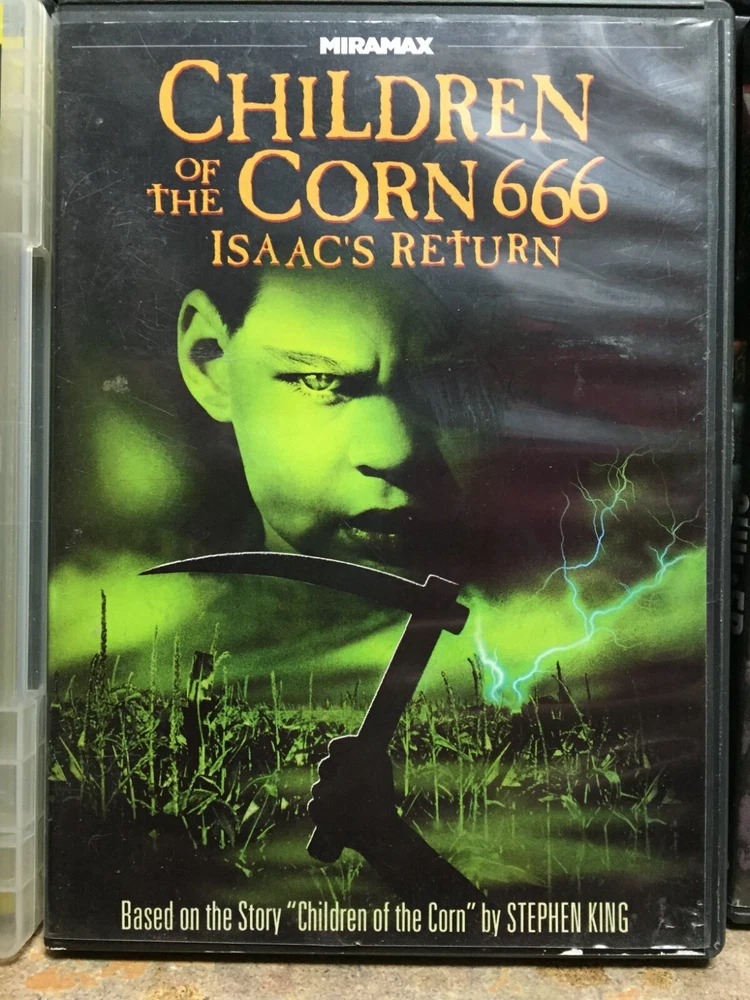 MIRAMAX
CHILDREN
OF THE CORN 666
ISAAC'S RETURN
Based on the Story "Children of the Corn" by STEPHEN KING